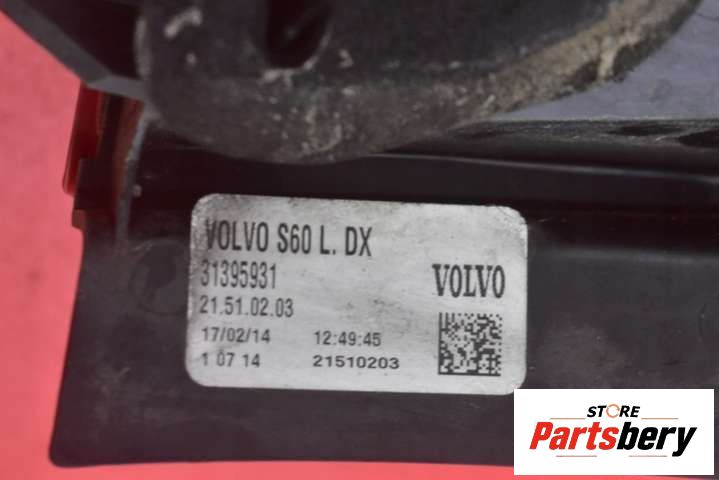 VOLVO S60 L. DX
31395931
VOLVO
21.51.02.03
17/02/14 12:49:45
1 07 14 21510203
STORE
Partsbery